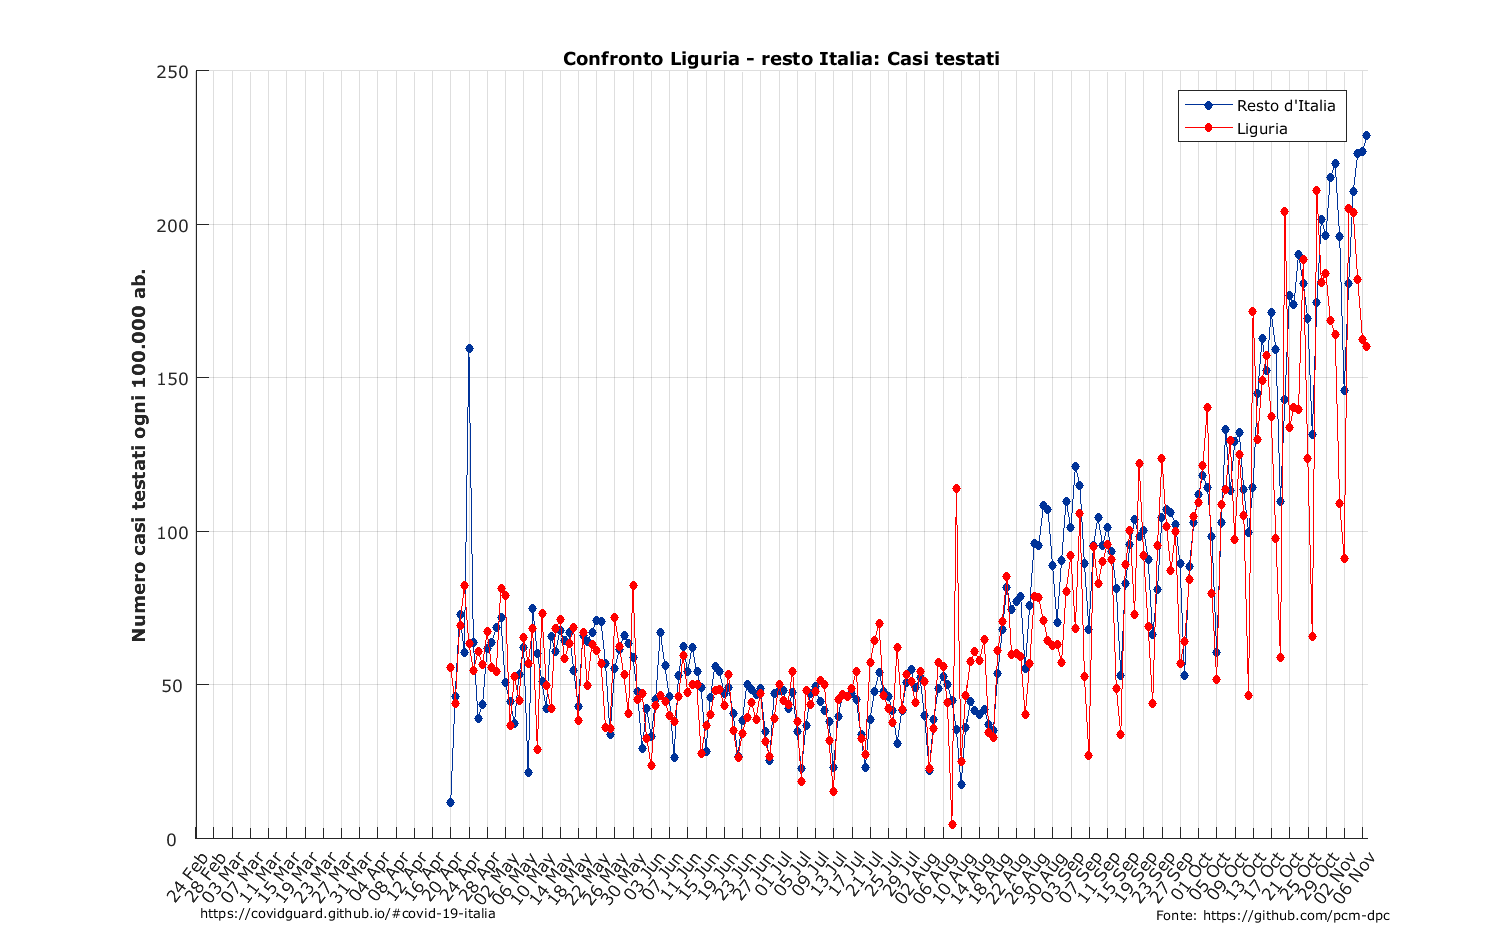 Confronto Liguria - resto Italia: Casi testati
Resto d'Italia
Liguria
Numero casi testati ogni 100.000 ab.
250
200
150
100
50
0
24 Feb
28 Feb
03 Mar
07 Mar
11 Mar
15 Mar
19 Mar
23 Mar
27 Mar
31 Mar
04 Apr
08 Apr
12 Apr
16 Apr
20 Apr
24 Apr
28 Apr
02 May
06 May
10 May
14 May
18 May
22 May
26 May
30 May
03 Jun
07 Jun
11 Jun
15 Jun
19 Jun
23 Jun
27 Jun
01 Jul
05 Jul
09 Jul
13 Jul
17 Jul
21 Jul
25 Jul
29 Jul
02 Aug
06 Aug
10 Aug
14 Aug
18 Aug
22 Aug
26 Aug
30 Aug
03 Sep
07 Sep
11 Sep
15 Sep
19 Sep
23 Sep
27 Sep
01 Oct
05 Oct
09 Oct
13 Oct
17 Oct
21 Oct
25 Oct
29 Oct
02 Nov
06 Nov
https://covidguard.github.io/#covid-19-italia
Fonte: https://github.com/pcm-dpc